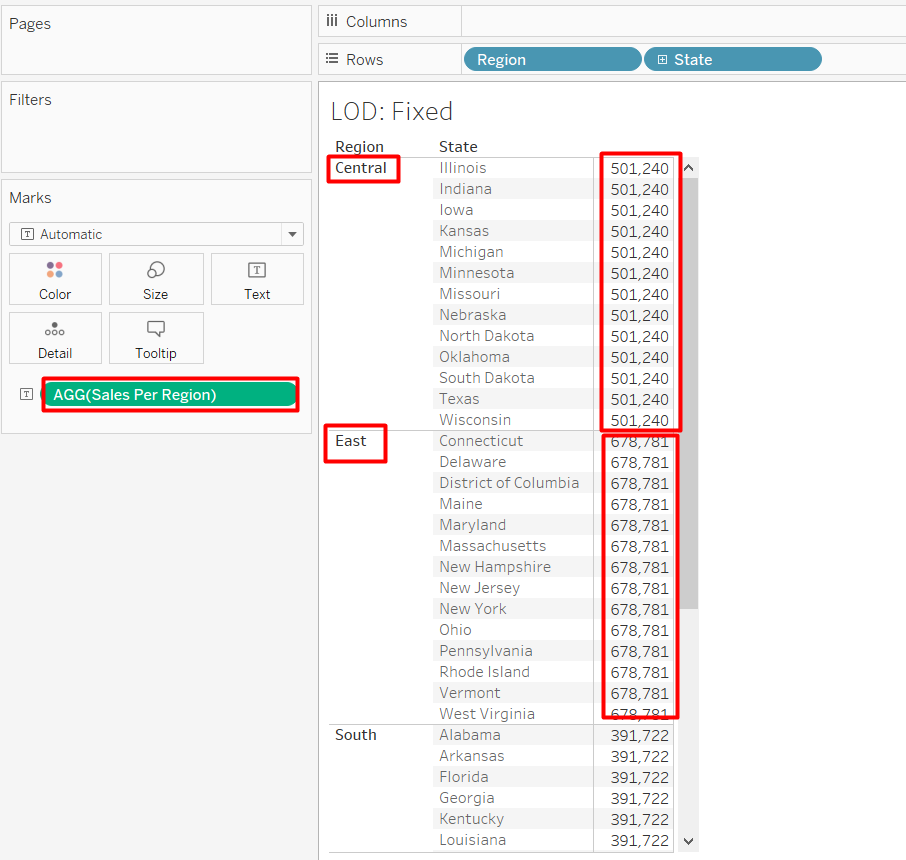 Pages
Columns
Rows Region State
Filters
LOD: Fixed
Marks
Automatic
Color Size Text
Detail Tooltip
AGG(Sales Per Region)
Region State
Central Illinois 501,240
Indiana 501,240
Iowa 501,240
Kansas 501,240
Michigan 501,240
Minnesota 501,240
Missouri 501,240
Nebraska 501,240
North Dakota 501,240
Oklahoma 501,240
South Dakota 501,240
Texas 501,240
Wisconsin 501,240
East Connecticut 678,781
Delaware 678,781
District of Columbia 678,781
Maine 678,781
Maryland 678,781
Massachusetts 678,781
New Hampshire 678,781
New Jersey 678,781
New York 678,781
Ohio 678,781
Pennsylvania 678,781
Rhode Island 678,781
Vermont 678,781
West Virginia 678,781
South Alabama 391,722
Arkansas 391,722
Florida 391,722
Georgia 391,722
Kentucky 391,722
Louisiana 391,722